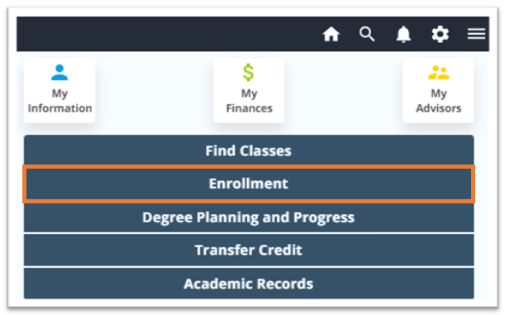 My
Information
$
My
Finances
My
Advisors
Find Classes
Enrollment
Degree Planning and Progress
Transfer Credit
Academic Records